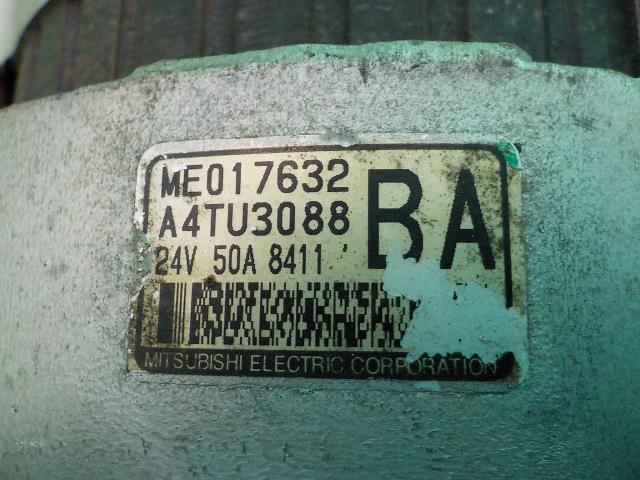 ME017632
A4TU3088
BA
24V 50A 8411
MITSUBISHI ELECTRIC CORPORATION